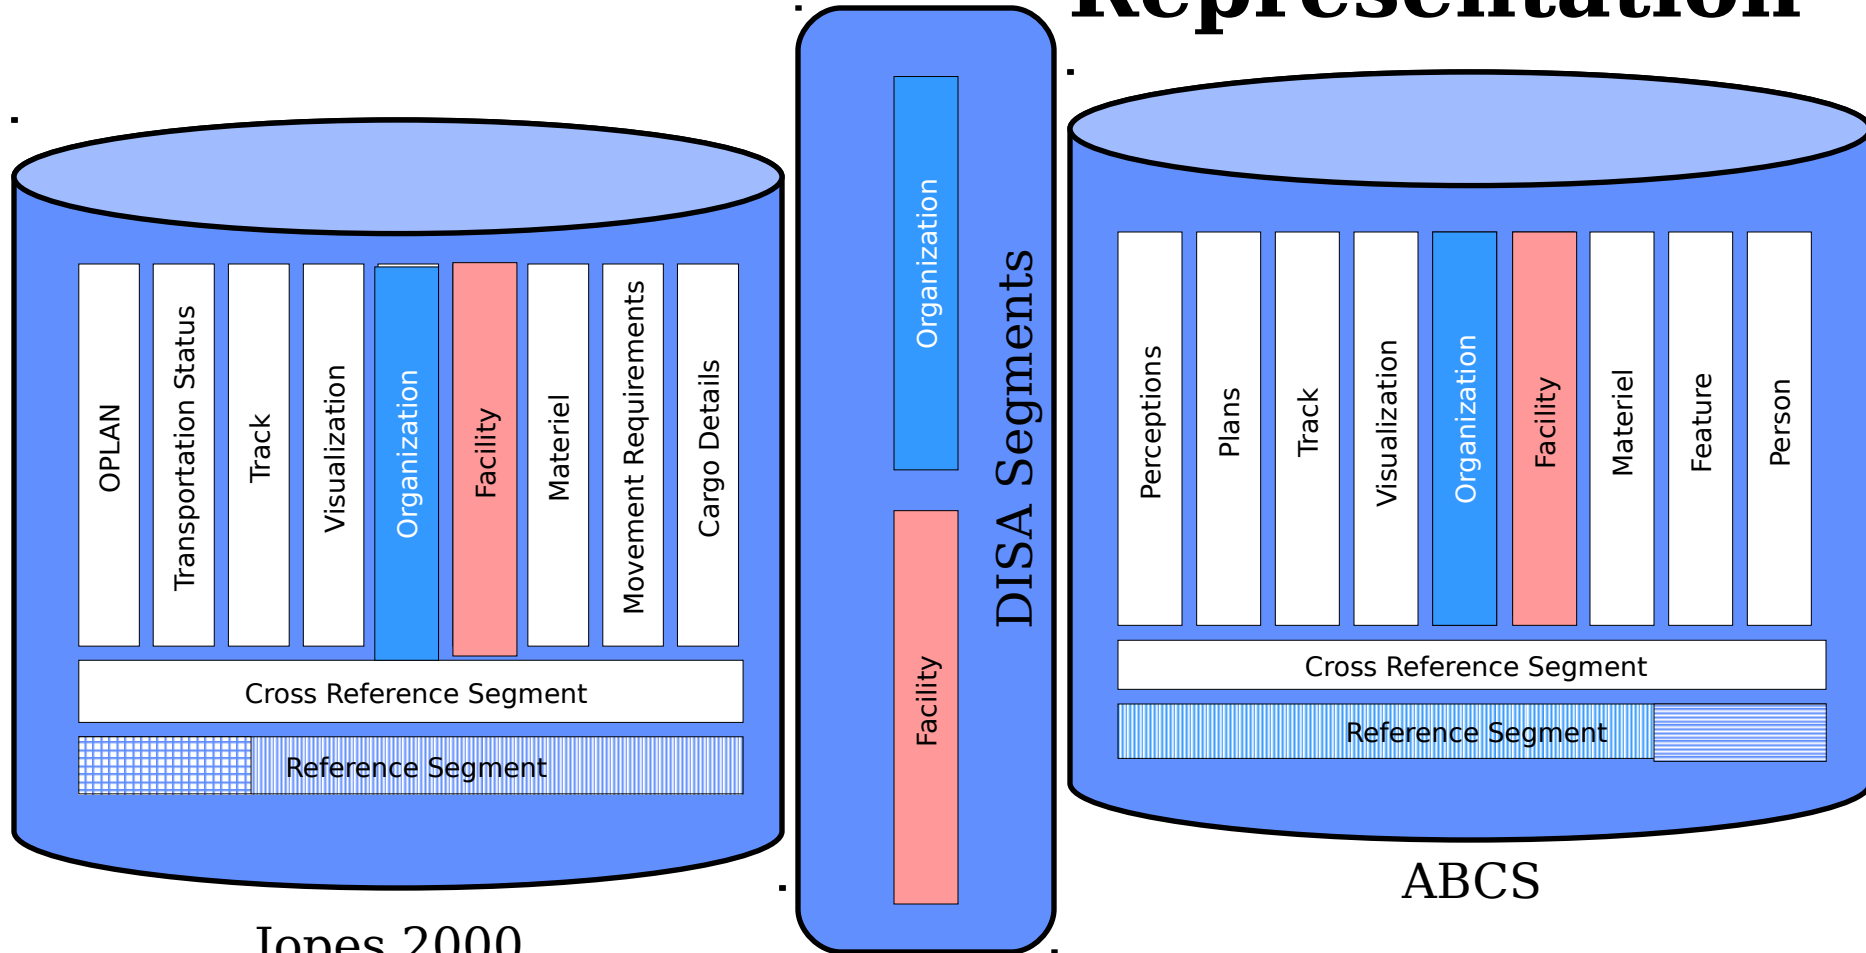 Representation
OPLAN
Transportation Status
Track
Visualization
Organization
Facility
Materiel
Movement Requirements
Cargo Details
Cross Reference Segment
Reference Segment
Jopes 2000
Organization
Facility
DISA Segments
Perceptions
Plans
Track
Visualization
Organization
Facility
Materiel
Feature
Person
Cross Reference Segment
Reference Segment
ABCS